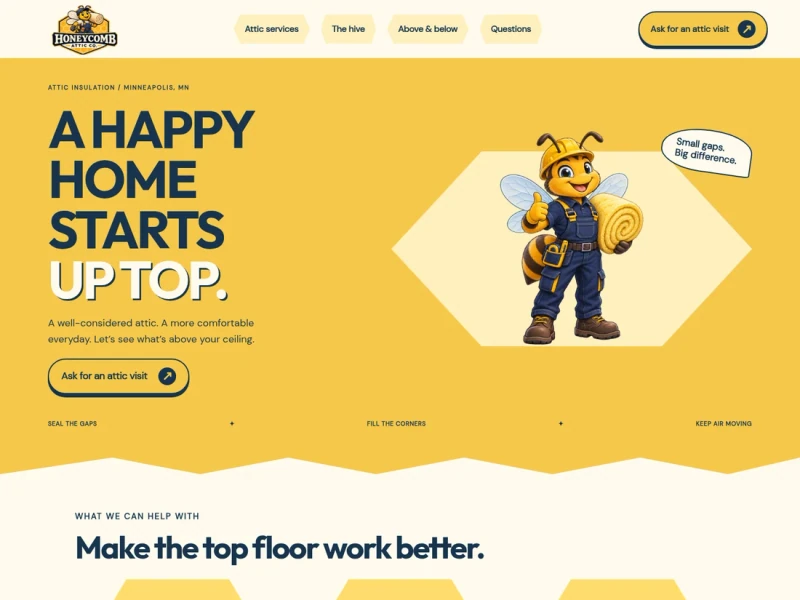 HONEYCOMB
ATTIC CO.
Attic services
The hive
Above & below
Questions
Ask for an attic visit
ATTIC INSULATION / MINNEAPOLIS, MN
A HAPPY
HOME
STARTS
UP TOP.
Small gaps.
Big difference.
A well-considered attic. A more comfortable
everyday. Let's see what's above your ceiling.
Ask for an attic visit
SEAL THE GAPS
FILL THE CORNERS
KEEP AIR MOVING
WHAT WE CAN HELP WITH
Make the top floor work better.